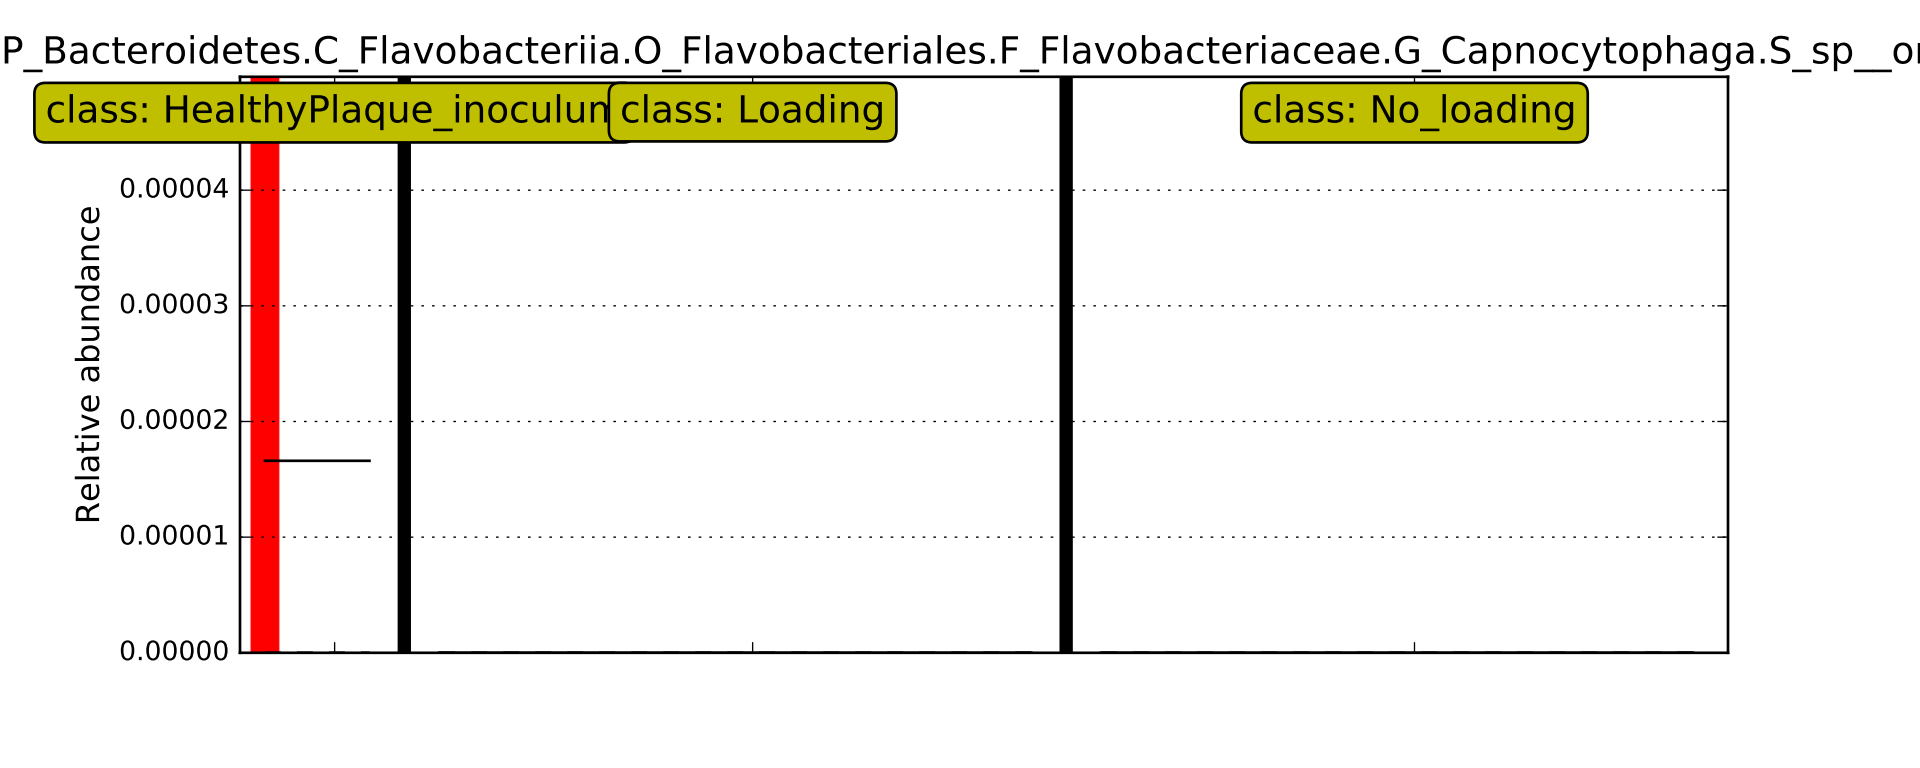 P_Bacteroidetes.C_Flavobacteriia.O_Flavobacteriales.F_Flavobacteriaceae.G_Capnocytophaga.S_sp__or
class: HealthyPlaque_inoculum
class: Loading
class: No_loading
0.00004
0.00003
0.00002
0.00001
0.00000
Relative abundance